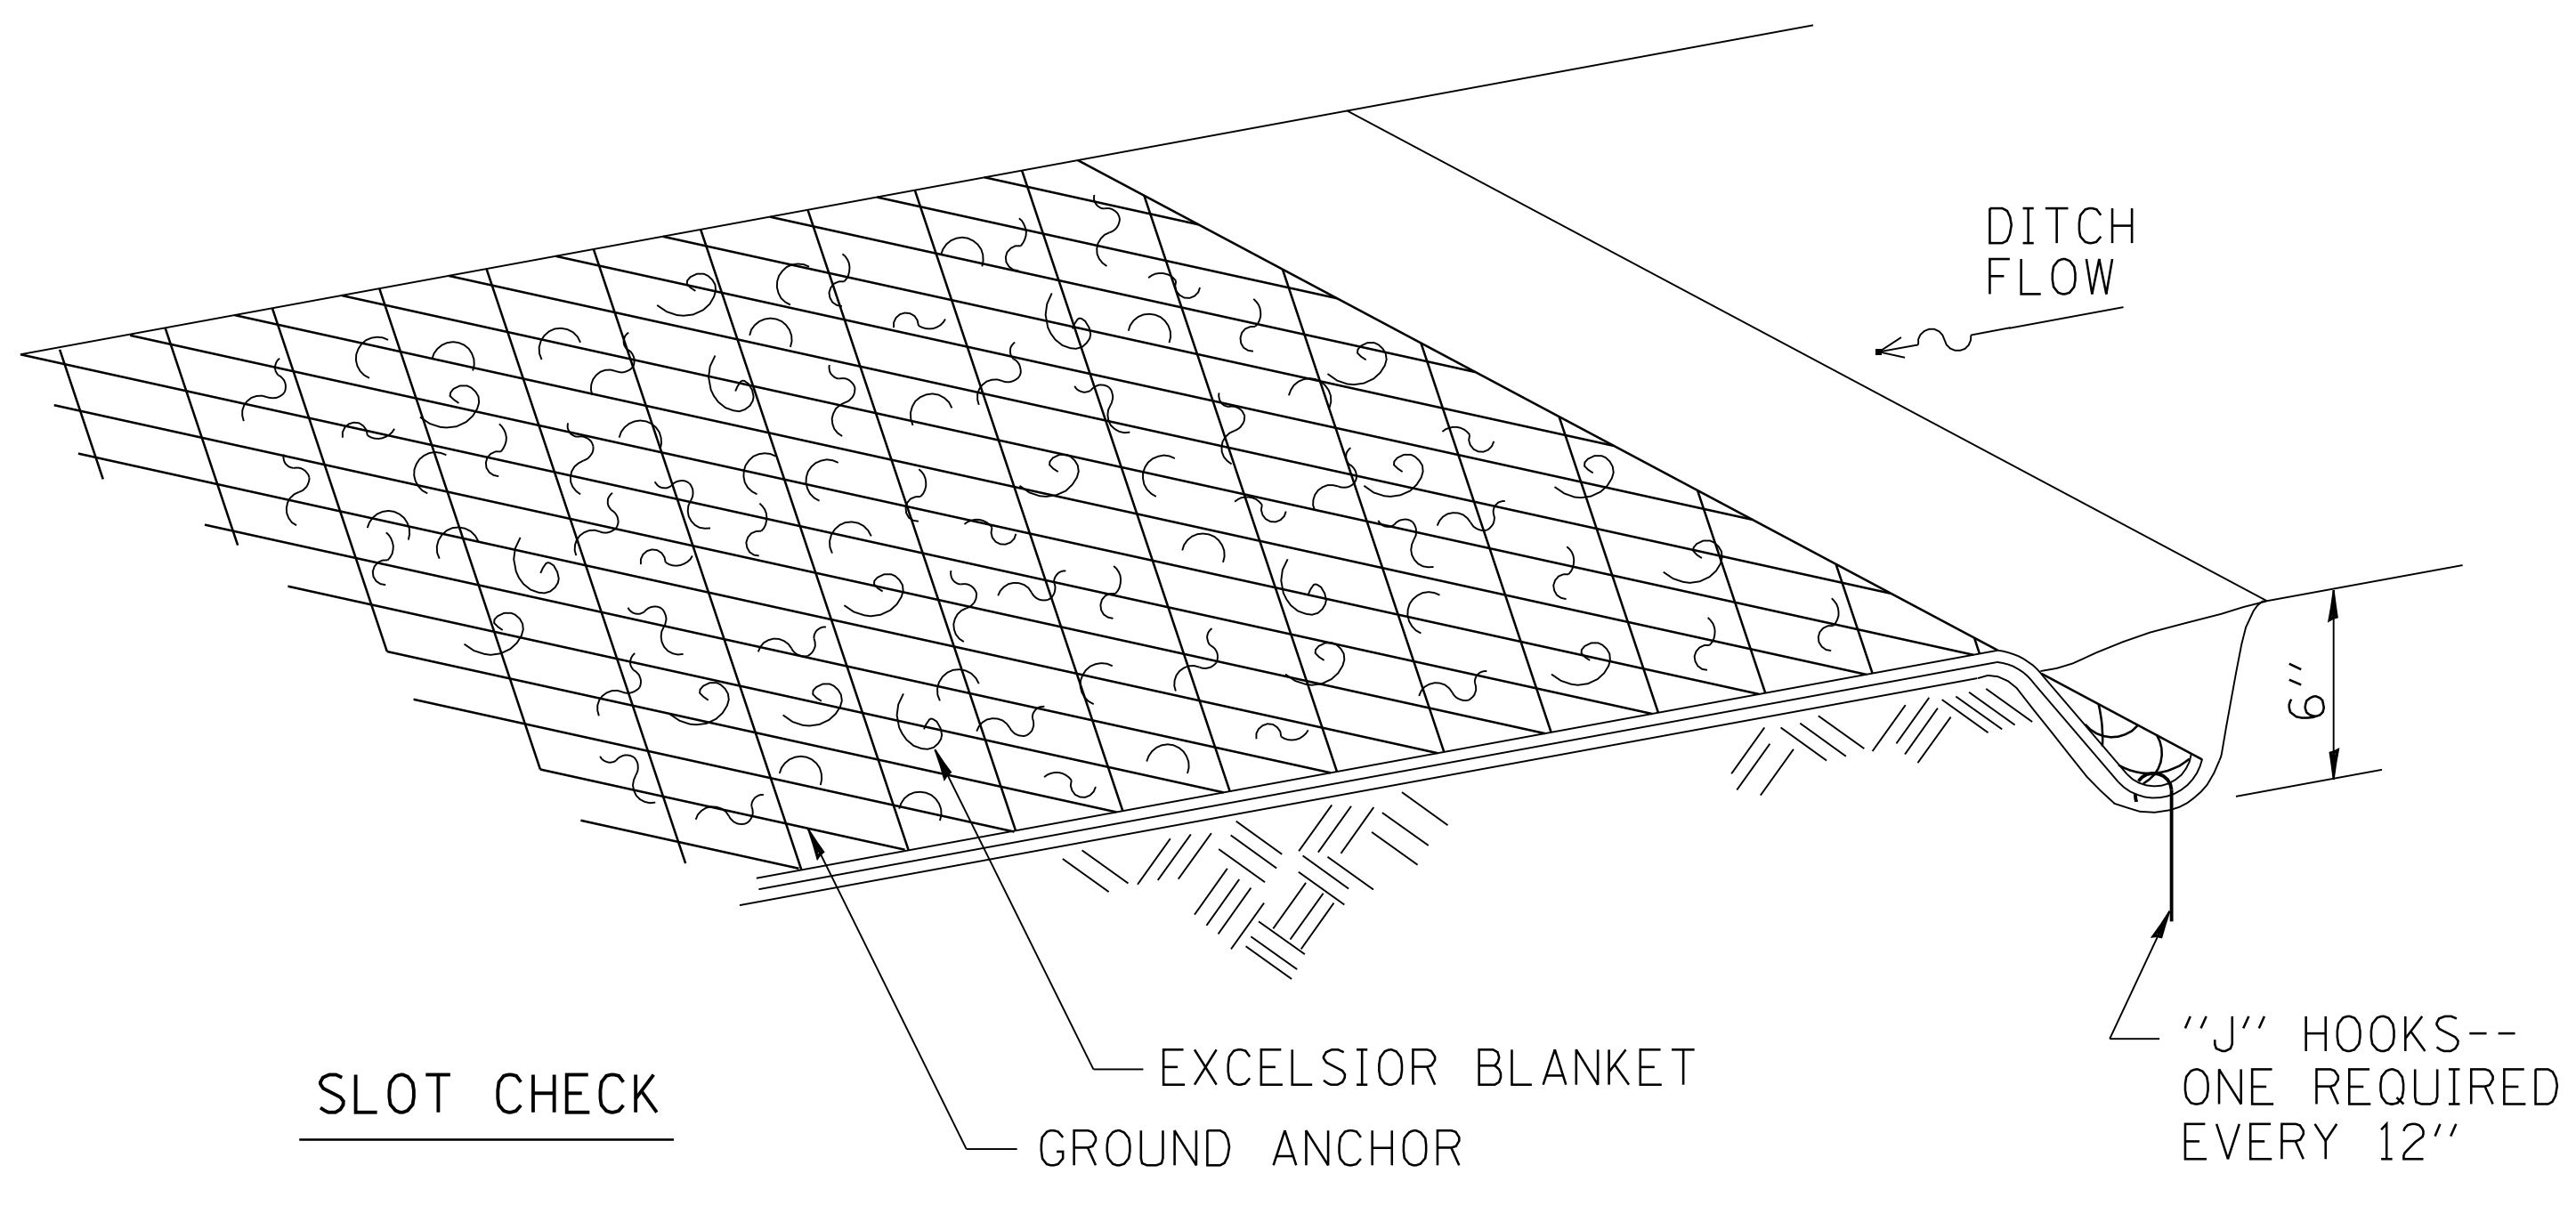 DITCH
FLOW
6"
"J" HOOKS--
ONE REQUIRED
EVERY 12"
EXCELSIOR BLANKET
GROUND ANCHOR
SLOT CHECK